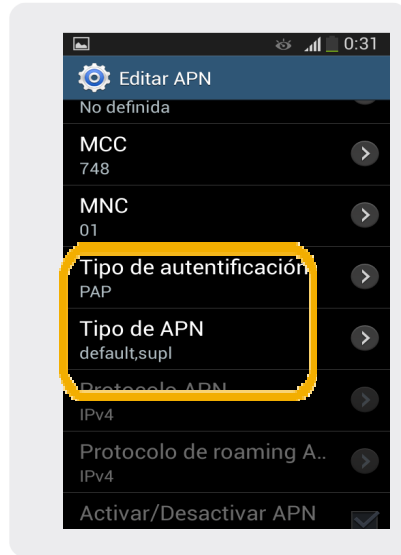 0:31
Editar APN
No definida
MCC
748
MNC
01
Tipo de autentificación
PAP
Tipo de APN
default,supl
Protocolo APN
IPv4
Protocolo de roaming A..
IPv4
Activar/Desactivar APN